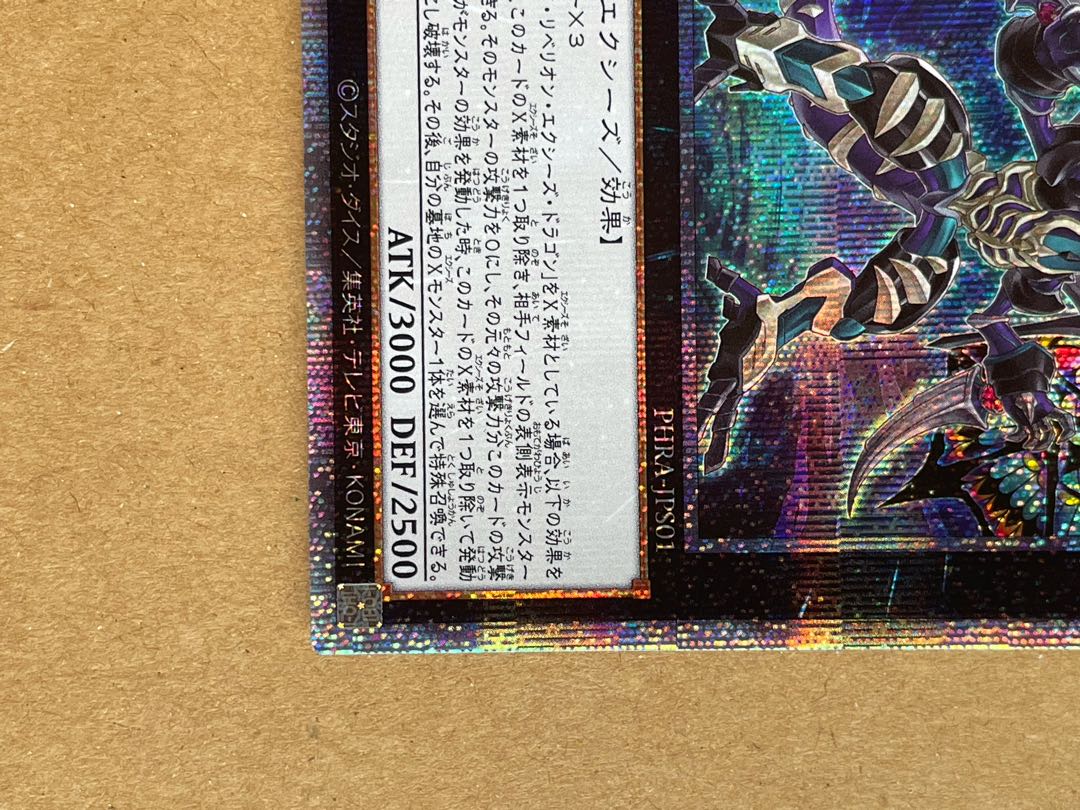 PHRA-JPS01
エクシーズ/効果】
×3
・リベリオン・エクシーズ・ドラゴン」をX素材としている場合、以下の効果を
このカードのX素材を1つ取り除き、相手フィールドの表側表示モンスター
きる。そのモンスターの攻撃力を0にし、その元々の攻撃力分このカードの攻撃
がモンスターの効果を発動した時、このカードのX素材を1つ取り除いて発動
とし破壊する。その後、自分の墓地のXモンスター1体を選んで特殊召喚できる。
ATK/3000 DEF/2500
©スタジオ・ダイス/集英社・テレビ東京・KONAMI